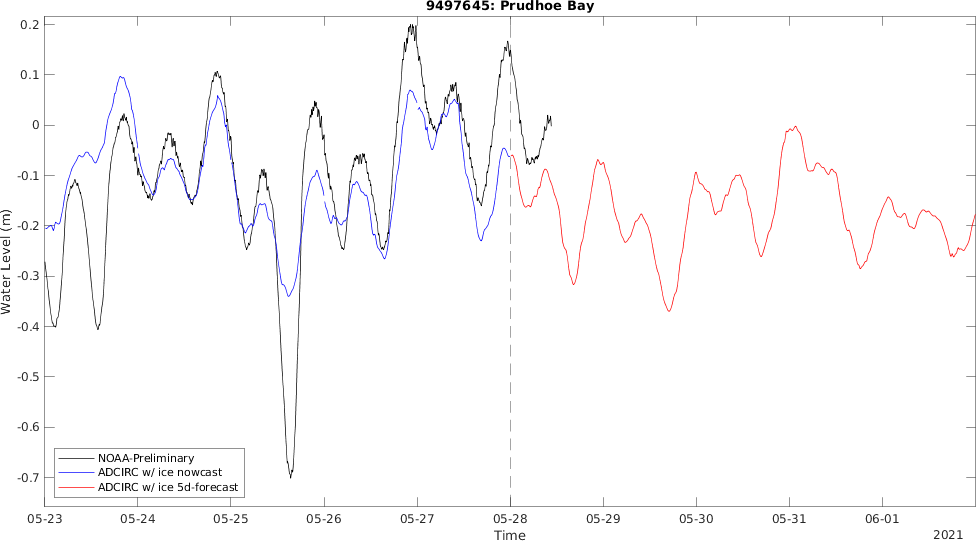 9497645: Prudhoe Bay
0.2
0.1
0
-0.1
-0.2
-0.3
-0.4
-0.5
-0.6
-0.7
Water Level (m)
NOAA-Preliminary
ADCIRC w/ ice nowcast
ADCIRC w/ ice 5d-forecast
05-23 05-24 05-25 05-26 05-27 05-28 05-29 05-30 05-31 06-01
Time
2021